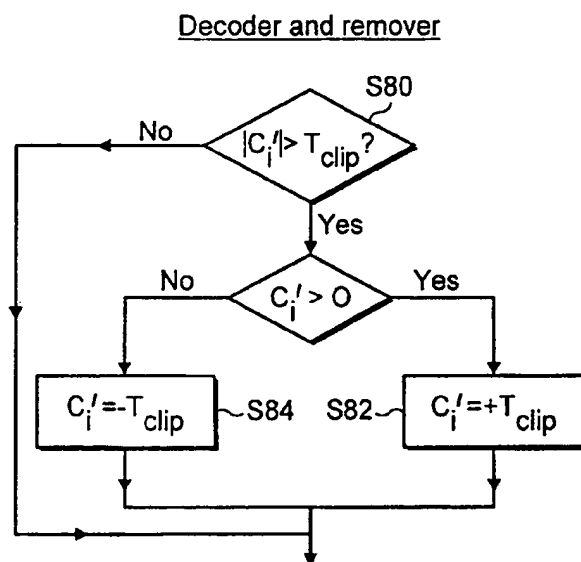 Decoder and remover
S80
No
|C_i'| > T_clip?
Yes
No
C_i' > O
Yes
C_i'=-T_clip
S84
S82
C_i'=+T_clip